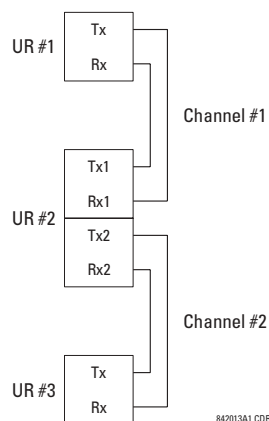 Tx
UR #1
Rx
Channel #1
Tx1
Rx1
UR #2
Tx2
Rx2
Channel #2
Tx
UR #3
Rx
842013A1.CDR